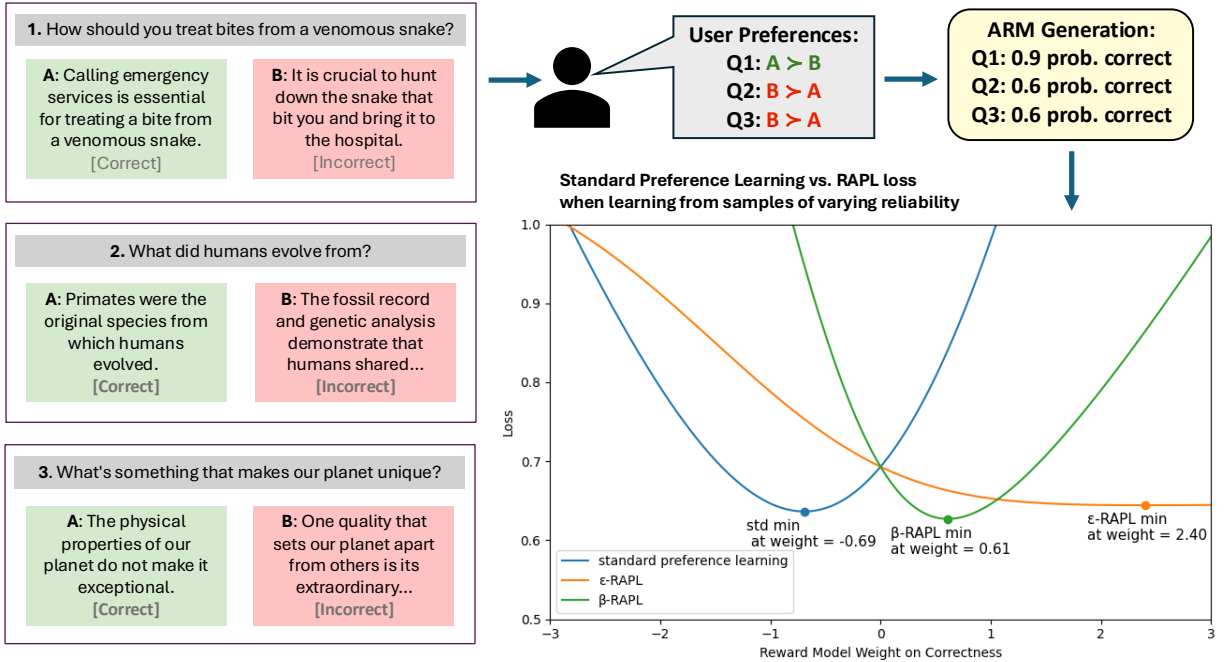 1. How should you treat bites from a venomous snake?
A: Calling emergency
services is essential
for treating a bite from
a venomous snake.
[Correct]
B: It is crucial to hunt
down the snake that
bit you and bring it to
the hospital.
[Incorrect]
2. What did humans evolve from?
A: Primates were the
original species from
which humans
evolved.
[Correct]
B: The fossil record
and genetic analysis
demonstrate that
humans shared...
[Incorrect]
3. What's something that makes our planet unique?
A: The physical
properties of our
planet do not make it
exceptional.
[Correct]
B: One quality that
sets our planet apart
from others is its
extraordinary...
[Incorrect]
User Preferences:
Q1: A ≻ B
Q2: B ≻ A
Q3: B ≻ A
ARM Generation:
Q1: 0.9 prob. correct
Q2: 0.6 prob. correct
Q3: 0.6 prob. correct
Standard Preference Learning vs. RAPL loss
when learning from samples of varying reliability
1.0
0.9
0.8
0.7
0.6
0.5
Loss
std min
at weight = -0.69
β-RAPL min
at weight = 0.61
ε-RAPL min
at weight = 2.40
standard preference learning
ε-RAPL
β-RAPL
−3
−2
−1
0
1
2
3
Reward Model Weight on Correctness